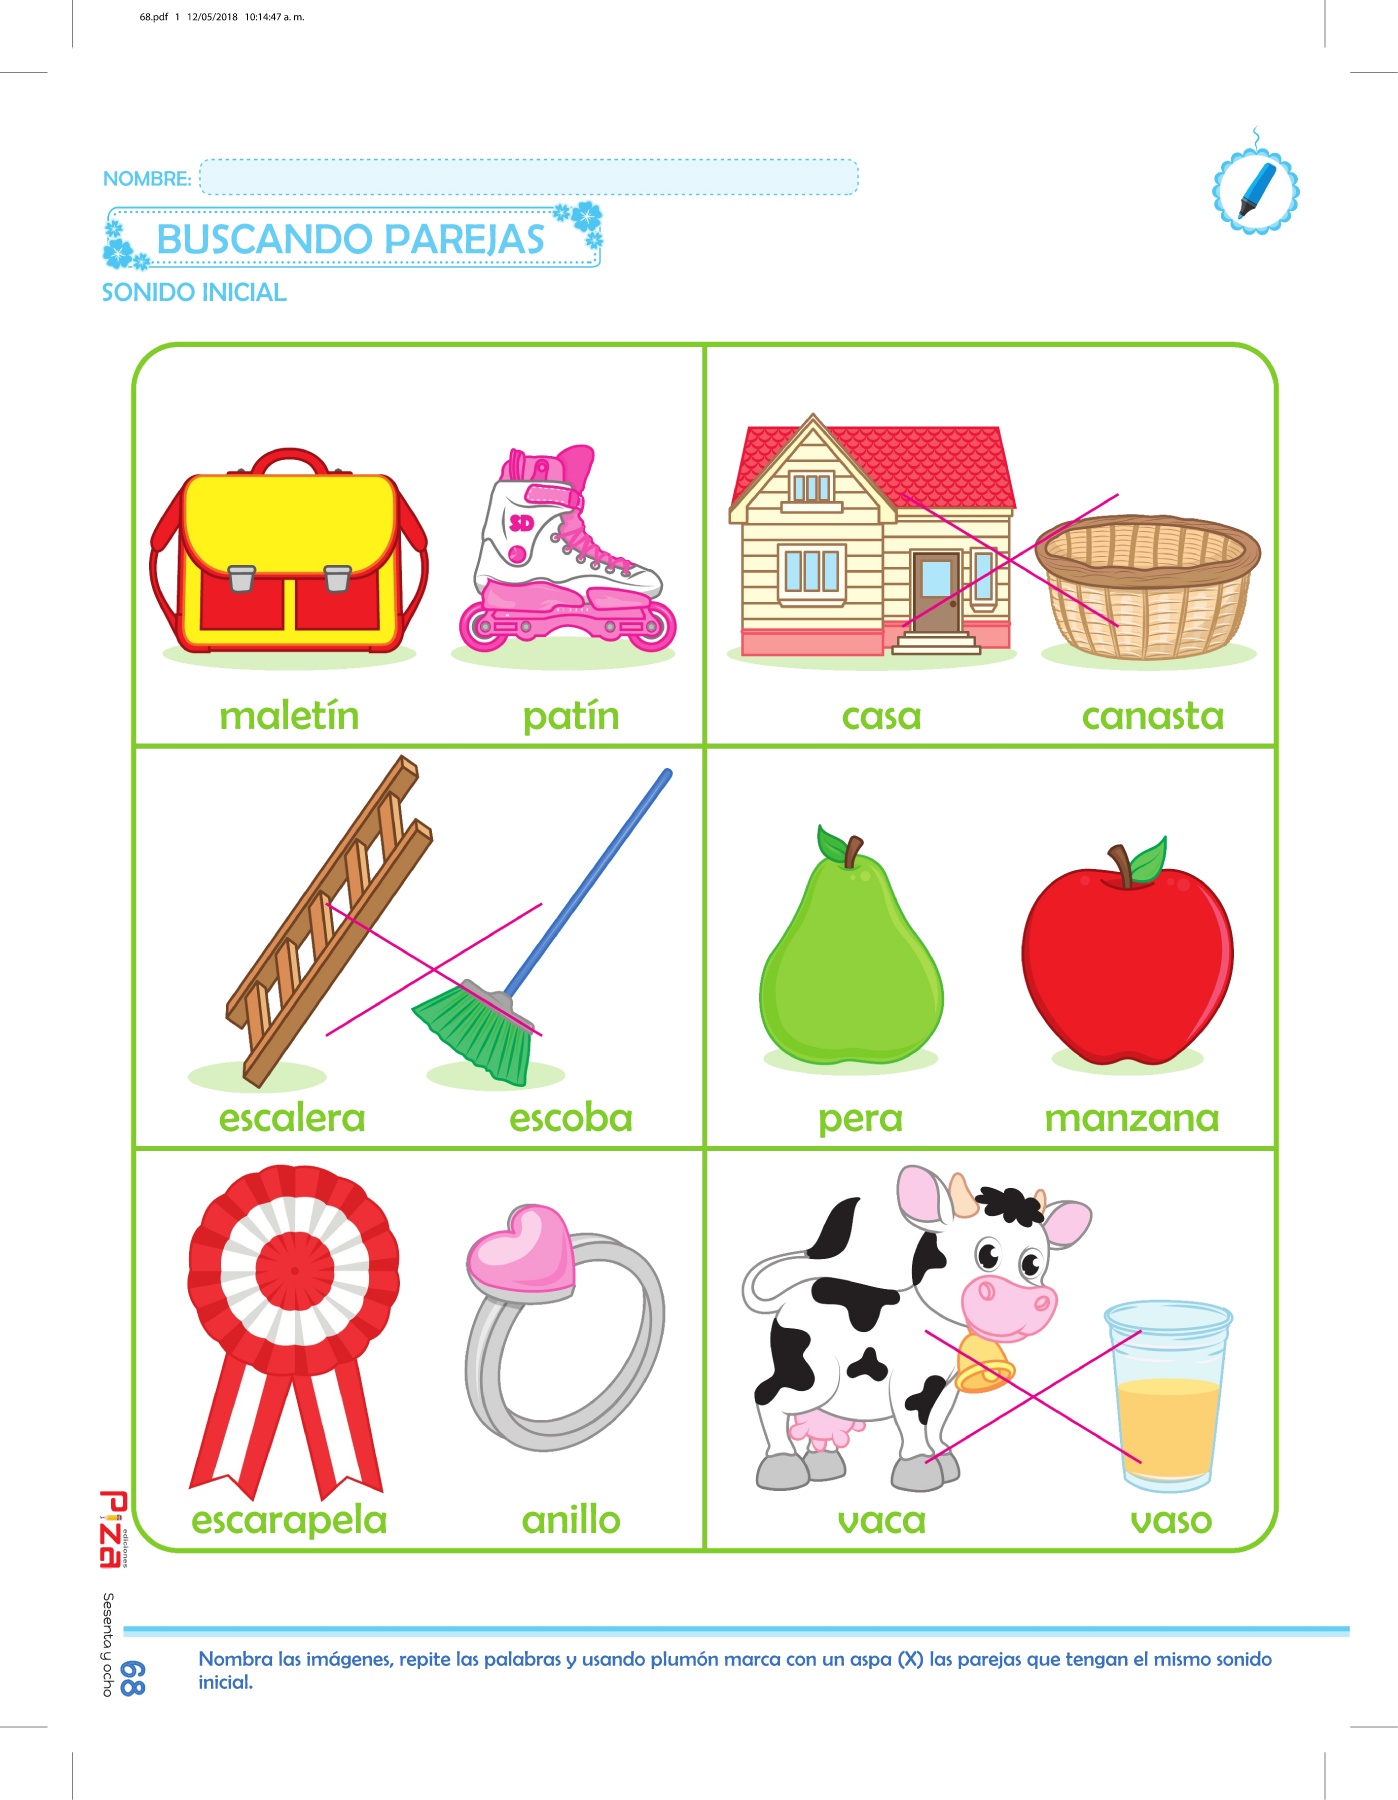 68.pdf 1 12/05/2018 10:14:47 a. m.
NOMBRE:
BUSCANDO PAREJAS
SONIDO INICIAL
3D
maletín patín
casa canasta
escalera escoba
pera manzana
escarapela anillo
vaca vaso
Piza
ediciones
Sesenta y ocho
68
Nombra las imágenes, repite las palabras y usando plumón marca con un aspa (X) las parejas que tengan el mismo sonido
inicial.